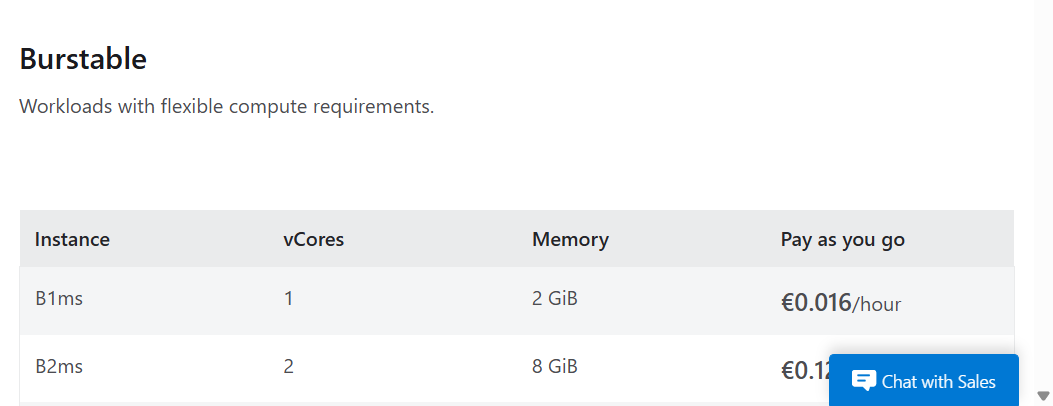 Burstable
Workloads with flexible compute requirements.
Instance vCores Memory Pay as you go
B1ms 1 2 GiB €0.016/hour
B2ms 2 8 GiB
Chat with Sales